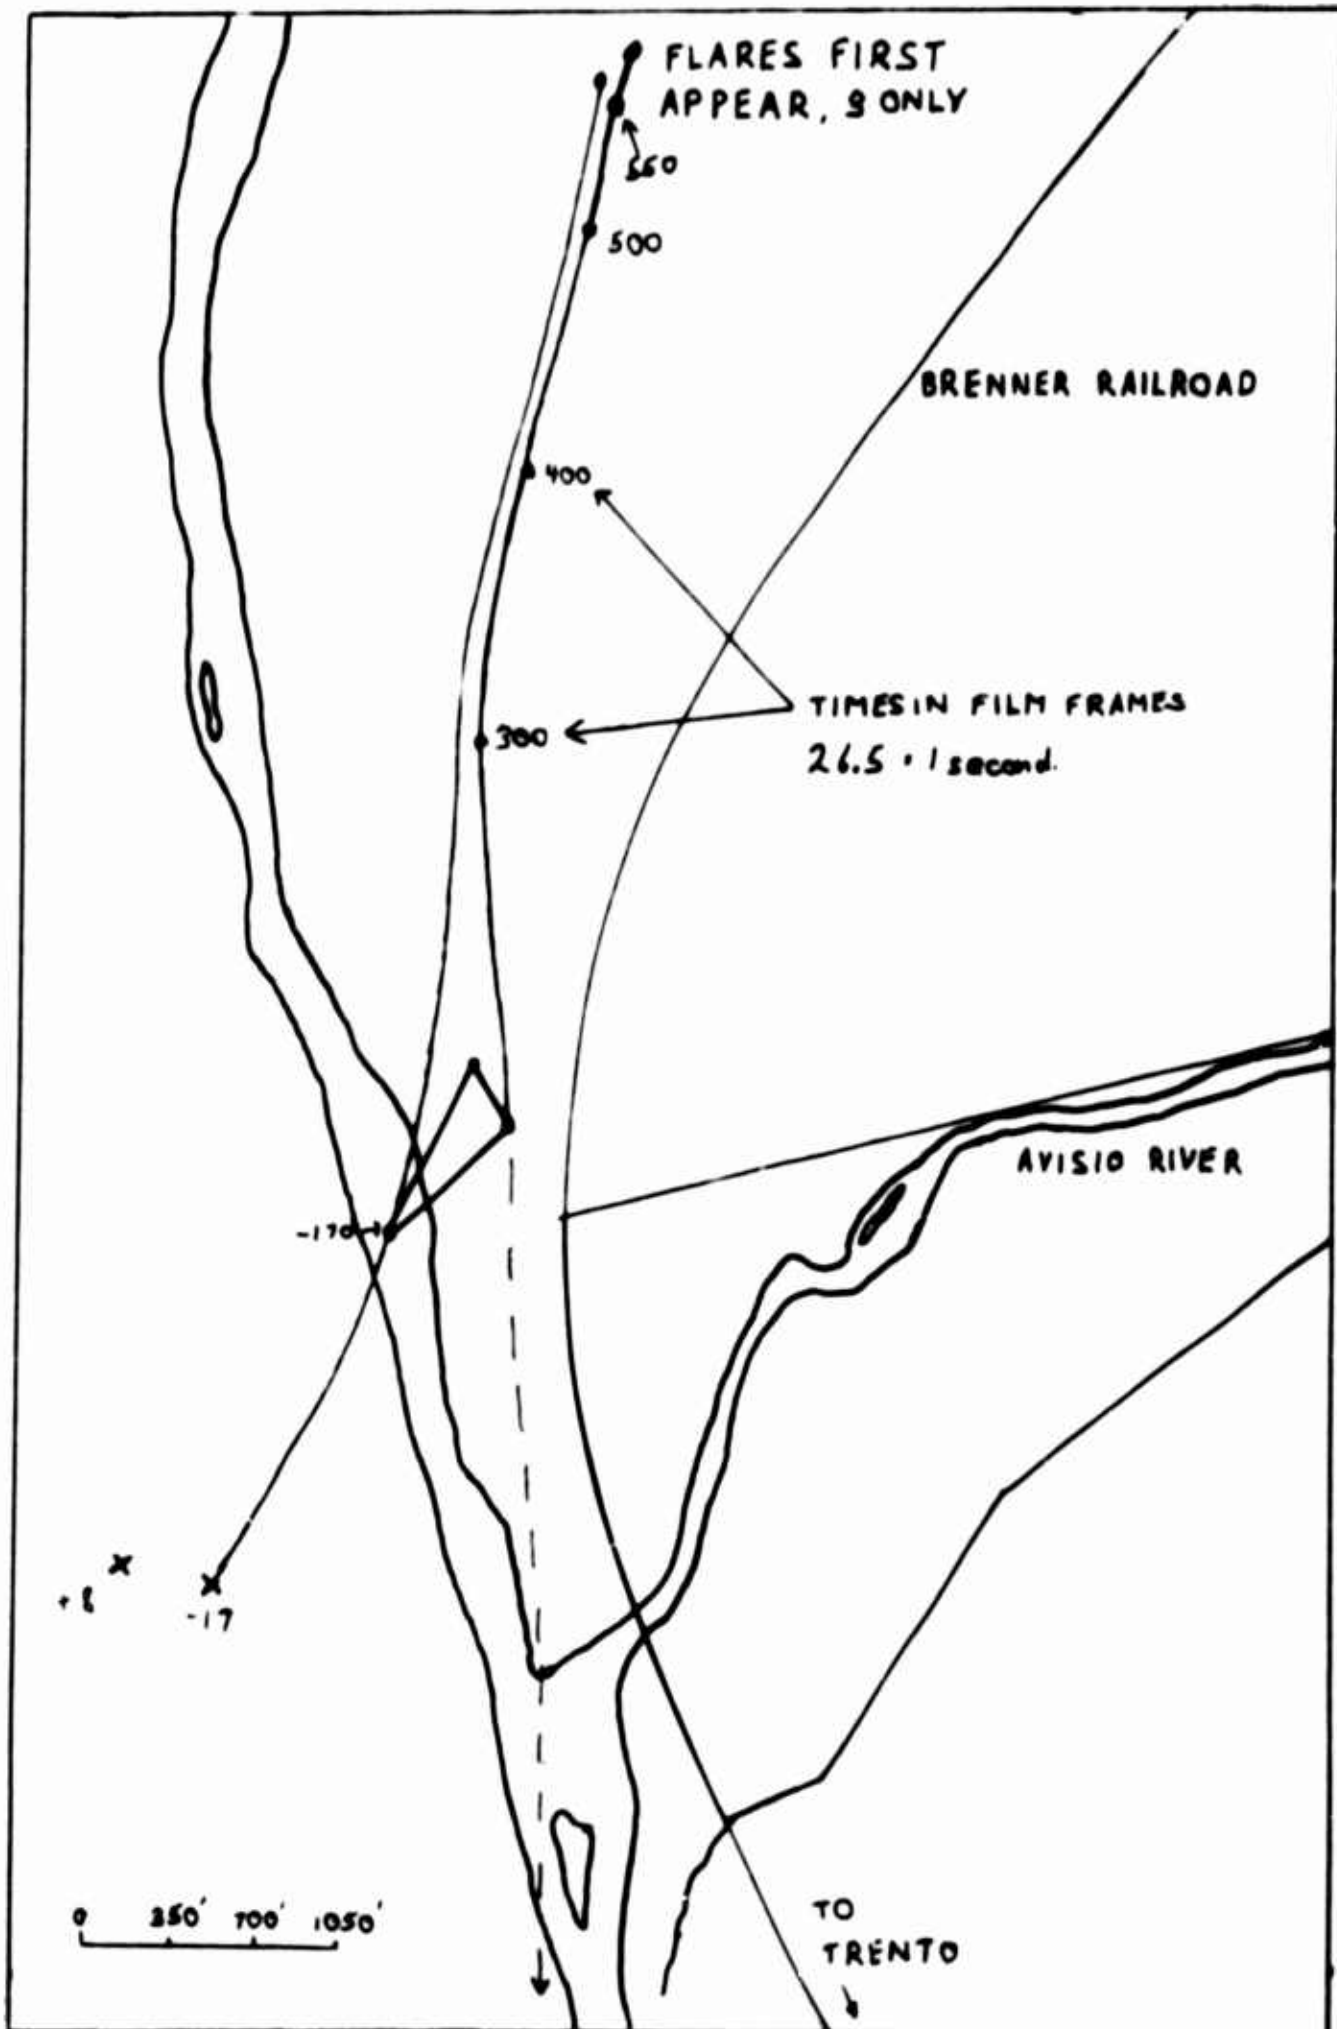 FLARES FIRST
APPEAR, 9 ONLY
550
500
BRENNER RAILROAD
400
TIMES IN FILM FRAMES
26.5 = 1 second.
300
AVISIO RIVER
-170
+8
-17
0 350' 700' 1050'
TO
TRENTO